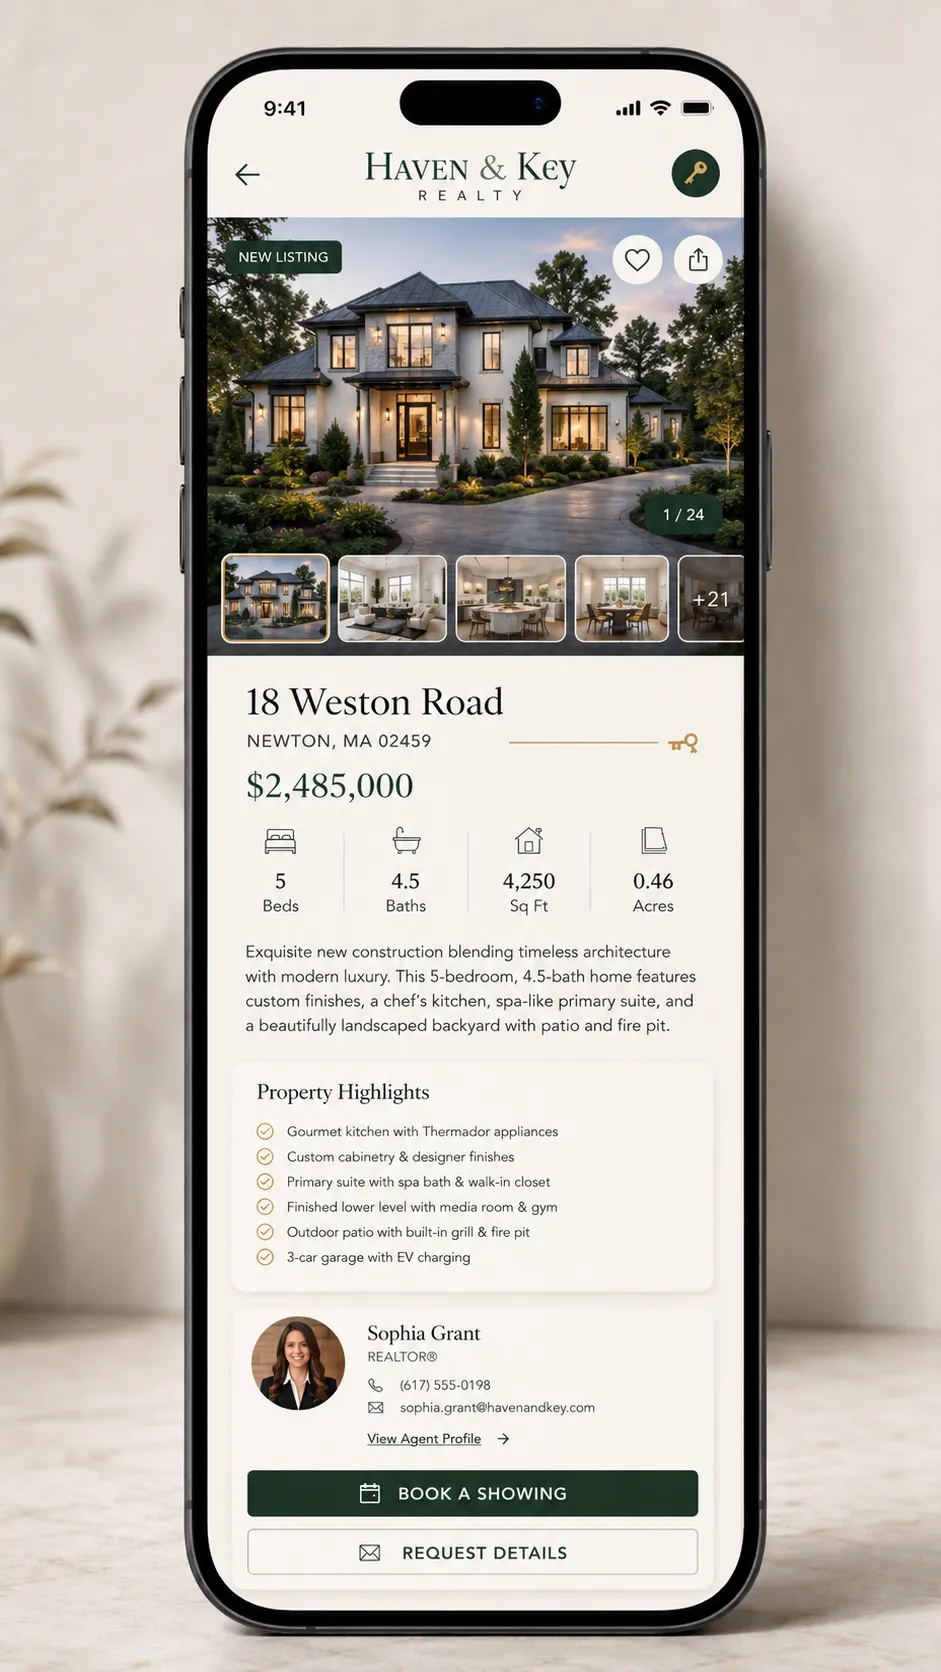 9:41
HAVEN & KEY
REALTY
NEW LISTING
1 / 24
+21
18 Weston Road
NEWTON, MA 02459
$2,485,000
5
Beds
4.5
Baths
4,250
Sq Ft
0.46
Acres
Exquisite new construction blending timeless architecture
with modern luxury. This 5-bedroom, 4.5-bath home features
custom finishes, a chef's kitchen, spa-like primary suite, and
a beautifully landscaped backyard with patio and fire pit.
Property Highlights
Gourmet kitchen with Thermador appliances
Custom cabinetry & designer finishes
Primary suite with spa bath & walk-in closet
Finished lower level with media room & gym
Outdoor patio with built-in grill & fire pit
3-car garage with EV charging
Sophia Grant
REALTOR®
(617) 555-0198
sophia.grant@havenandkey.com
View Agent Profile
BOOK A SHOWING
REQUEST DETAILS